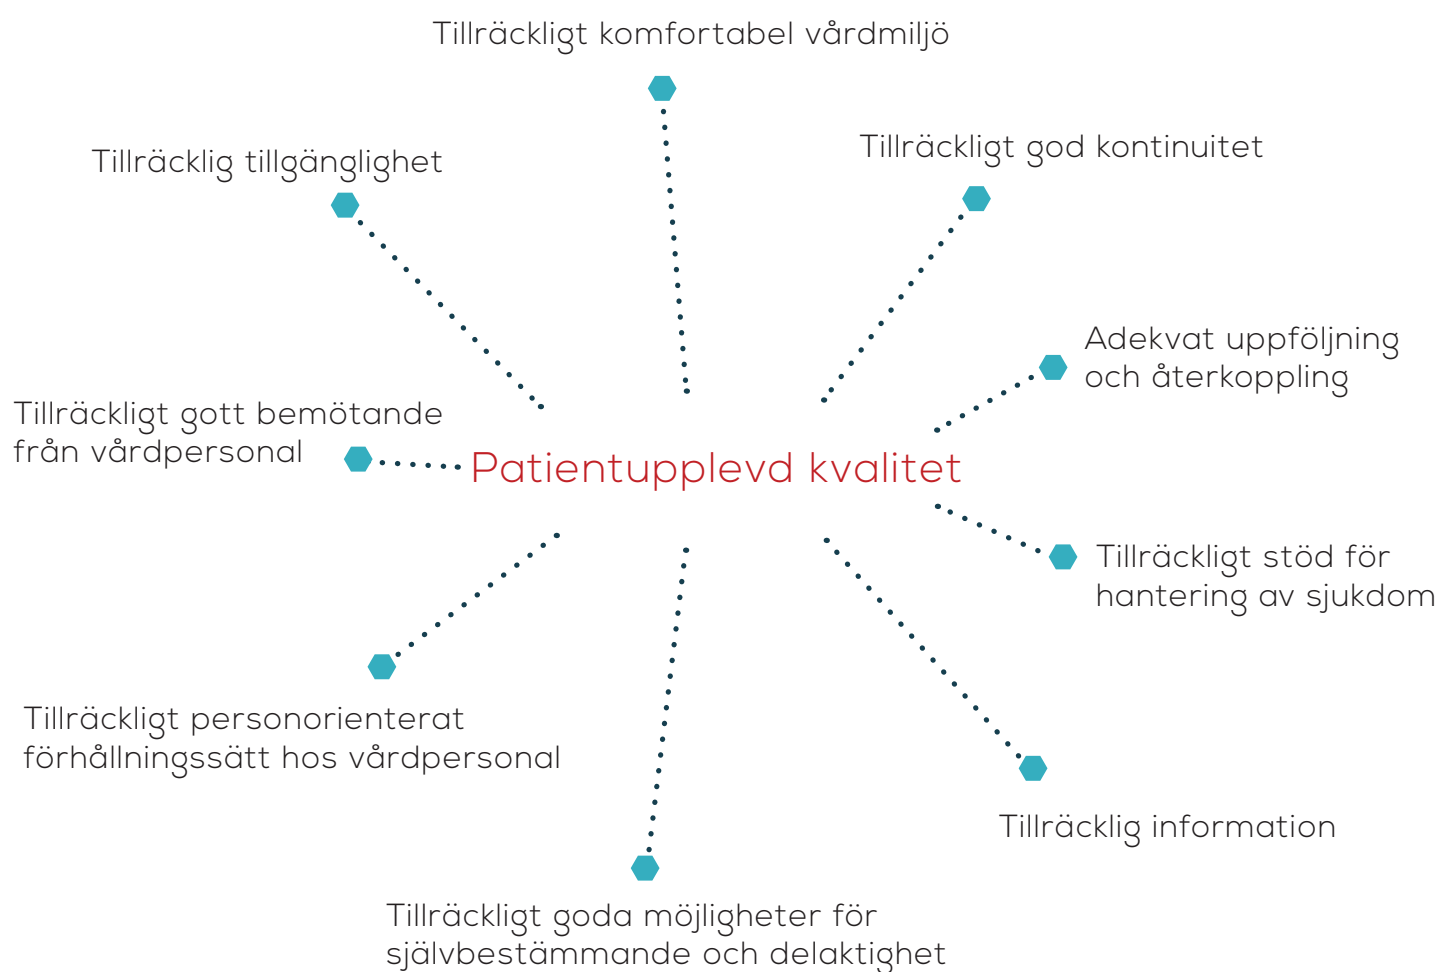 Tillräckligt komfortabel vårdmiljö
Tillräcklig tillgänglighet
Tillräckligt god kontinuitet
Adekvat uppföljning
och återkoppling
Tillräckligt gott bemötande
från vårdpersonal
Patientupplevd kvalitet
Tillräckligt stöd för
hantering av sjukdom
Tillräckligt personorienterat
förhållningssätt hos vårdpersonal
Tillräcklig information
Tillräckligt goda möjligheter för
självbestämmande och delaktighet